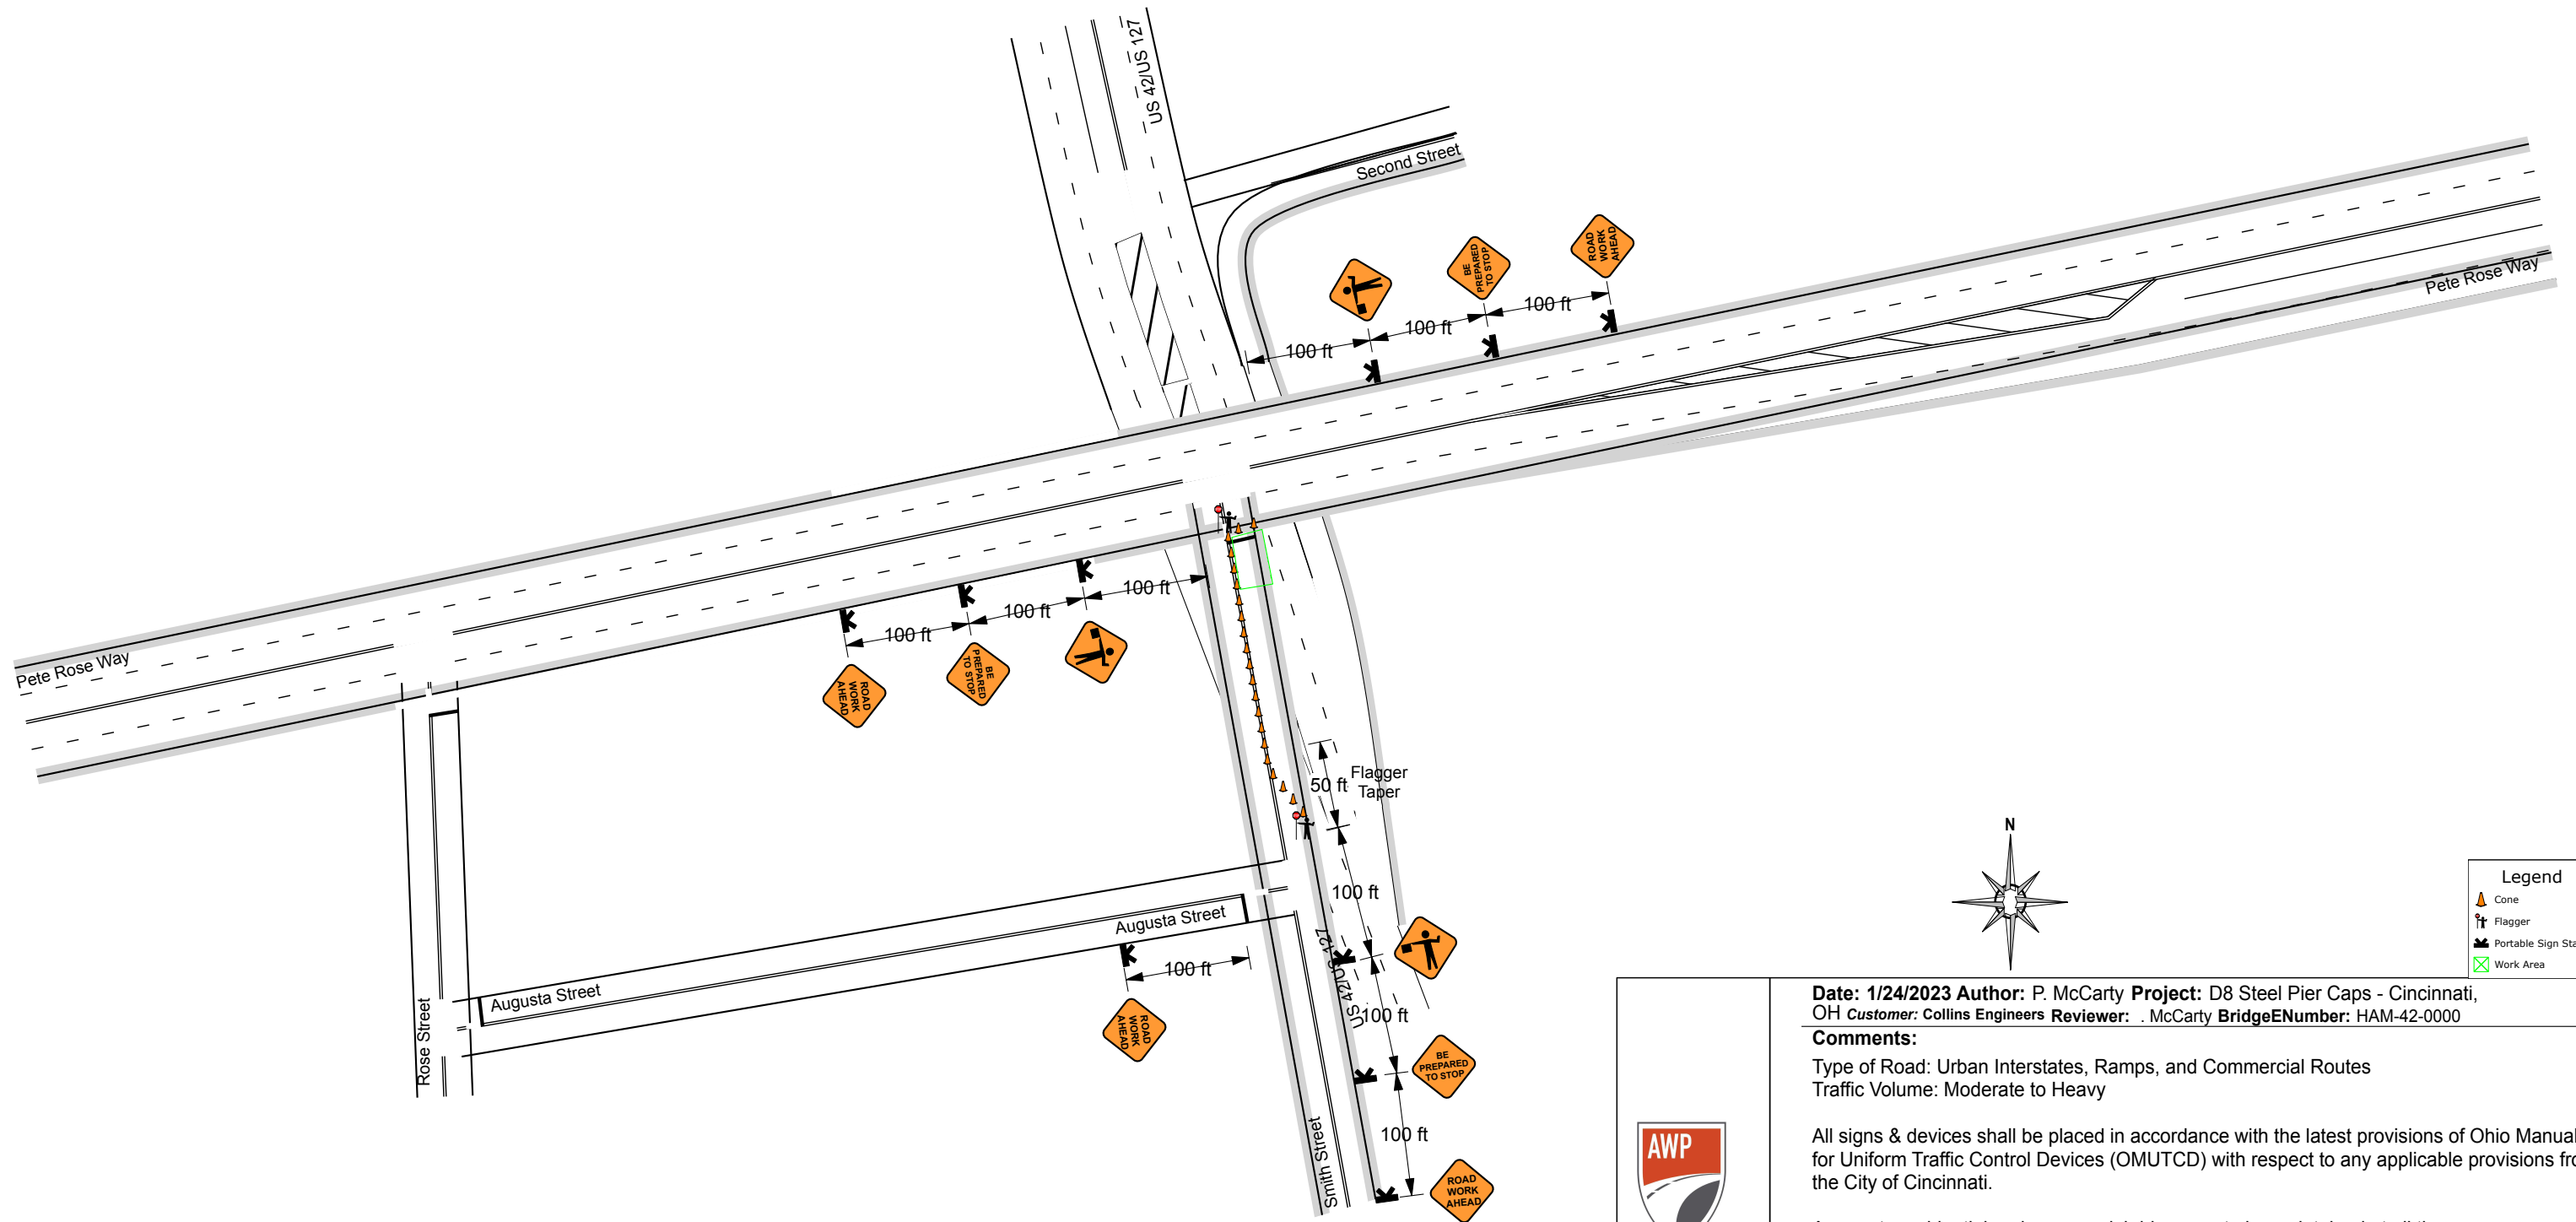 US 42/US 127
Second Street
ROAD
WORK
AHEAD
BE
PREPARED
TO STOP
100 ft
100 ft
100 ft
Pete Rose Way
Pete Rose Way
100 ft
100 ft
100 ft
ROAD
WORK
AHEAD
BE
PREPARED
TO STOP
50 ft
Flagger
Taper
100 ft
Augusta Street
Augusta Street
100 ft
ROAD
WORK
AHEAD
Rose Street
US 42/US 127
100 ft
BE
PREPARED
TO STOP
100 ft
ROAD
WORK
AHEAD
Smith Street
N
Legend
Cone
Flagger
Portable Sign Sta
Work Area
Date: 1/24/2023 Author: P. McCarty Project: D8 Steel Pier Caps - Cincinnati,
OH Customer: Collins Engineers Reviewer: . McCarty BridgeENumber: HAM-42-0000
Comments:
Type of Road: Urban Interstates, Ramps, and Commercial Routes
Traffic Volume: Moderate to Heavy
All signs & devices shall be placed in accordance with the latest provisions of Ohio Manual
for Uniform Traffic Control Devices (OMUTCD) with respect to any applicable provisions fro
the City of Cincinnati.
AWP